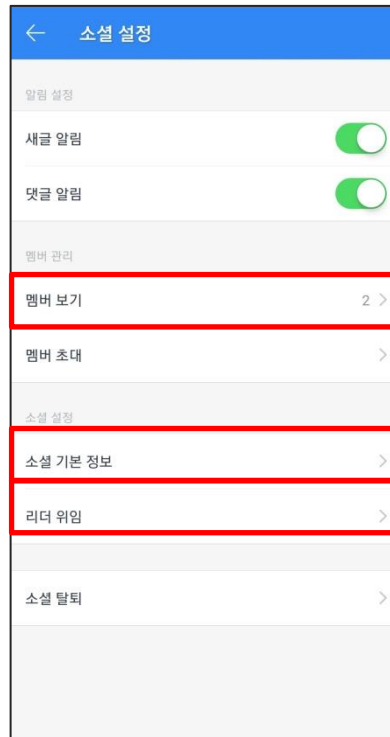 소셜 설정
알림 설정
새글 알림
댓글 알림
멤버 관리
멤버 보기 2
멤버 초대
소셜 설정
소셜 기본 정보
리더 위임
소셜 탈퇴